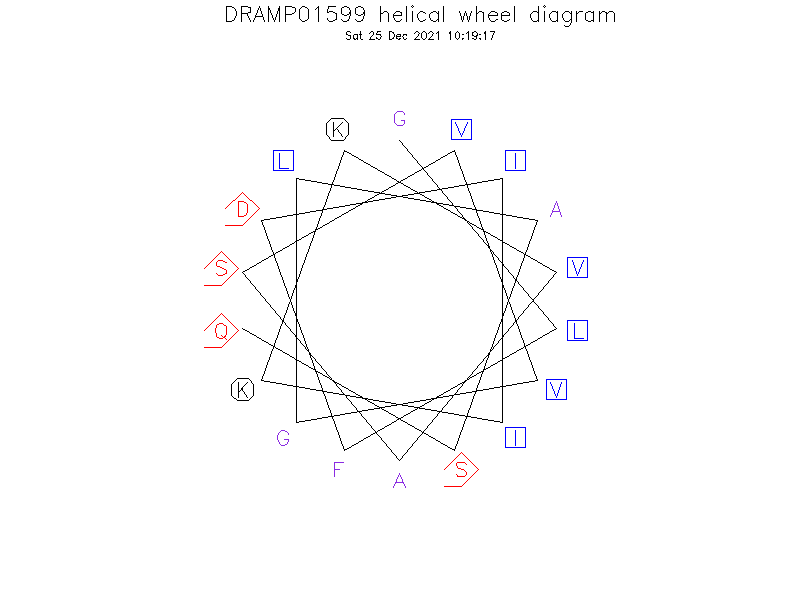 DRAMP01599 helical wheel diagram
Sat 25 Dec 2021 10:19:17
G
K
V
L
I
D
A
S
V
Q
L
K
V
G
I
F
S
A